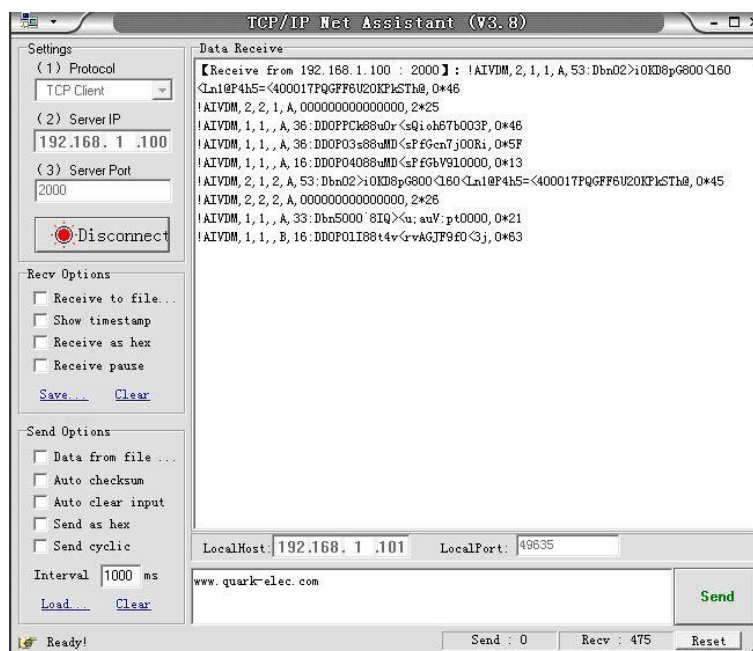 TCP/IP Net Assistant (V3.8)
Settings
(1) Protocol
TCP Client
(2) Server IP
192.168. 1 .100
(3) Server Port
2000
Disconnect
Recv Options
Receive to file...
Show timestamp
Receive as hex
Receive pause
Save... Clear
Send Options
Data from file ...
Auto checksum
Auto clear input
Send as hex
Send cyclic
Interval 1000 ms
Load... Clear
Data Receive
【Receive from 192.168.1.100 : 2000】: !AIVDM,2,1,1,A,53:Dbn02>i0KD8pG800<l60
<Ln1@P4h5=<400017PQGFF6U20KPkSTh@,0*46
!AIVDM,2,2,1,A,000000000000000,2*25
!AIVDM,1,1,,A,36:DDOPPCk88uOr<sQioh67b003P,0*46
!AIVDM,1,1,,A,36:DDOP03s88uMD<sPfGcn7j00Ri,0*5F
!AIVDM,1,1,,A,16:DDOP04088uMD<sPfGbV9l0000,0*13
!AIVDM,2,1,2,A,53:Dbn02>i0KD8pG800<l60<Ln1@P4h5=<400017PQGFF6U20KPkSTh@,0*45
!AIVDM,2,2,2,A,000000000000000,2*26
!AIVDM,1,1,,A,33:Dbn5000`8IQ><u;auV:pt0000,0*21
!AIVDM,1,1,,B,16:DDOP01I88t4v<rvAGJF9f0<3j,0*63
LocalHost: 192.168. 1 .101 LocalPort: 49635
www.quark-elec.com
Send
Ready! Send : 0 Recv : 475 Reset